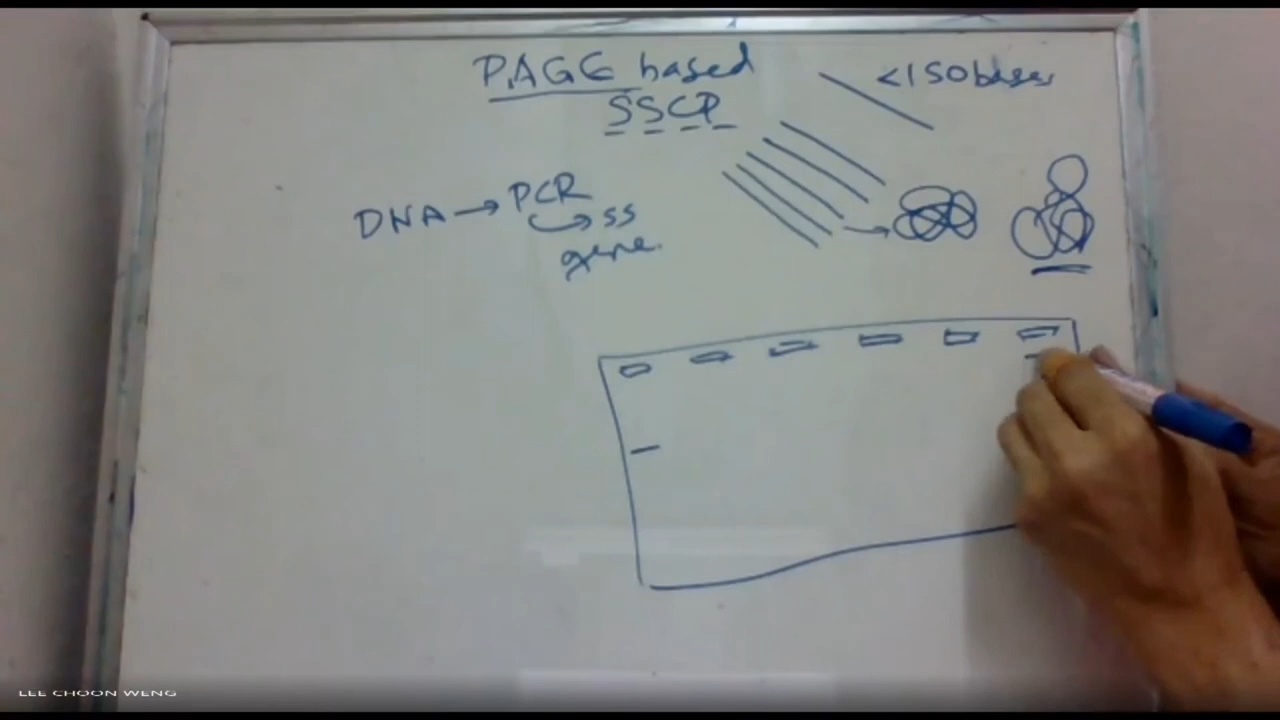 PAGE based
SSCP
<150 bases
DNA → PCR
→ ss
gene.
LEE CHOON WENG